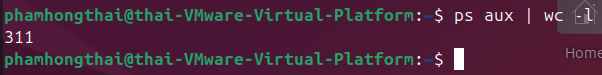 phamhongthai@thai-VMware-Virtual-Platform:~$ ps aux | wc -l
311
phamhongthai@thai-VMware-Virtual-Platform:~$
Home